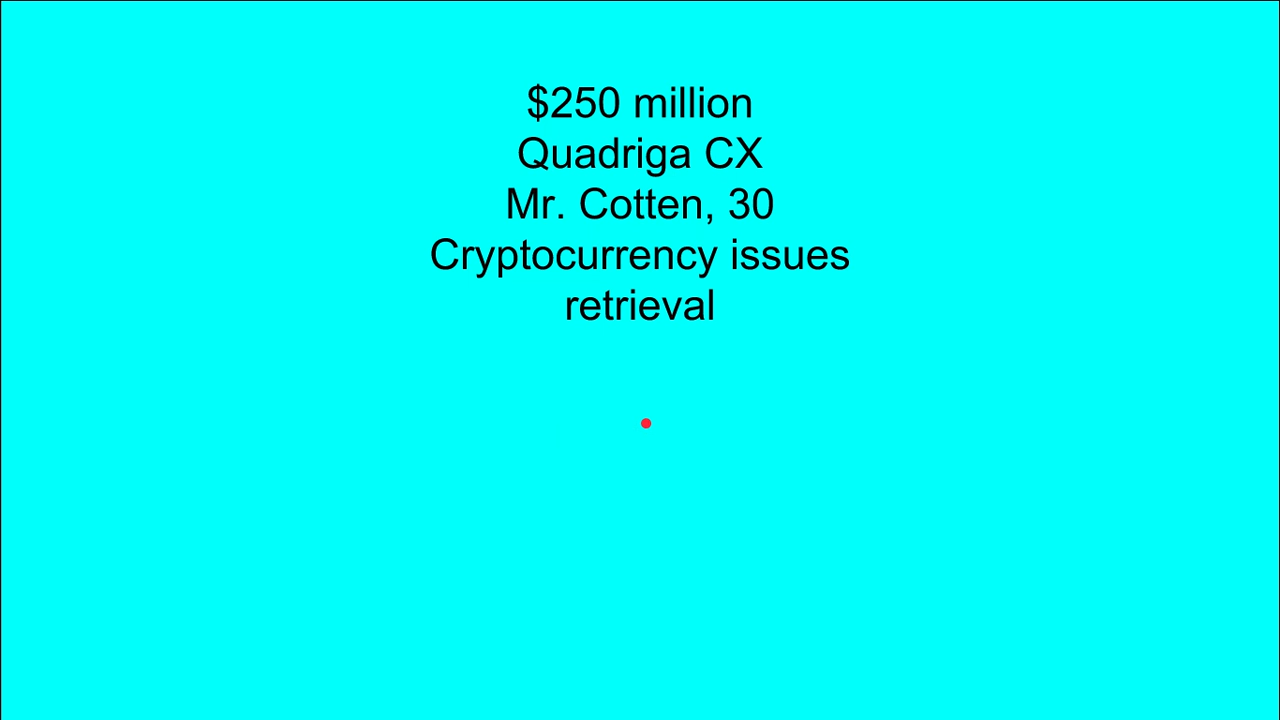 $250 million
Quadriga CX
Mr. Cotten, 30
Cryptocurrency issues
retrieval